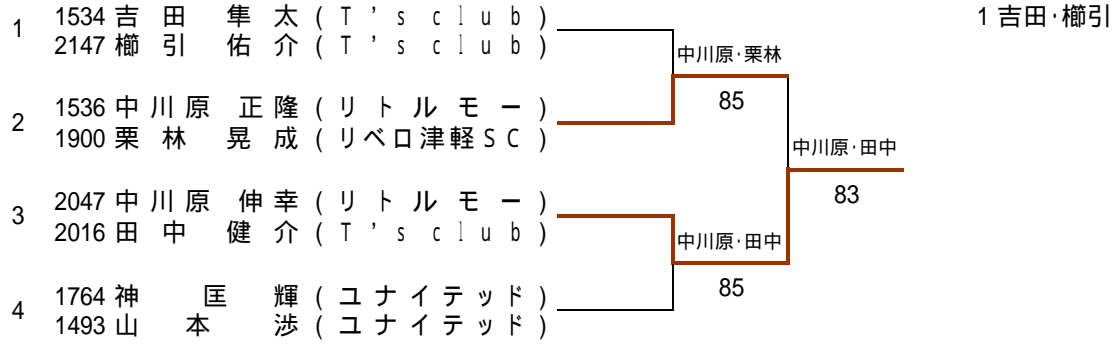 1 1534 吉田 隼太 (T's club)
2147 櫛引 佑介 (T's club)
2 1536 中川原 正隆 (リトルモー)
1900 栗林 晃成 (リベロ津軽SC)
3 2047 中川原 伸幸 (リトルモー)
2016 田中 健介 (T's club)
4 1764 神 匡輝 (ユナイテッド)
1493 山本 渉 (ユナイテッド)
中川原·栗林
85
中川原·田中
85
中川原·田中
83
1 吉田·櫛引